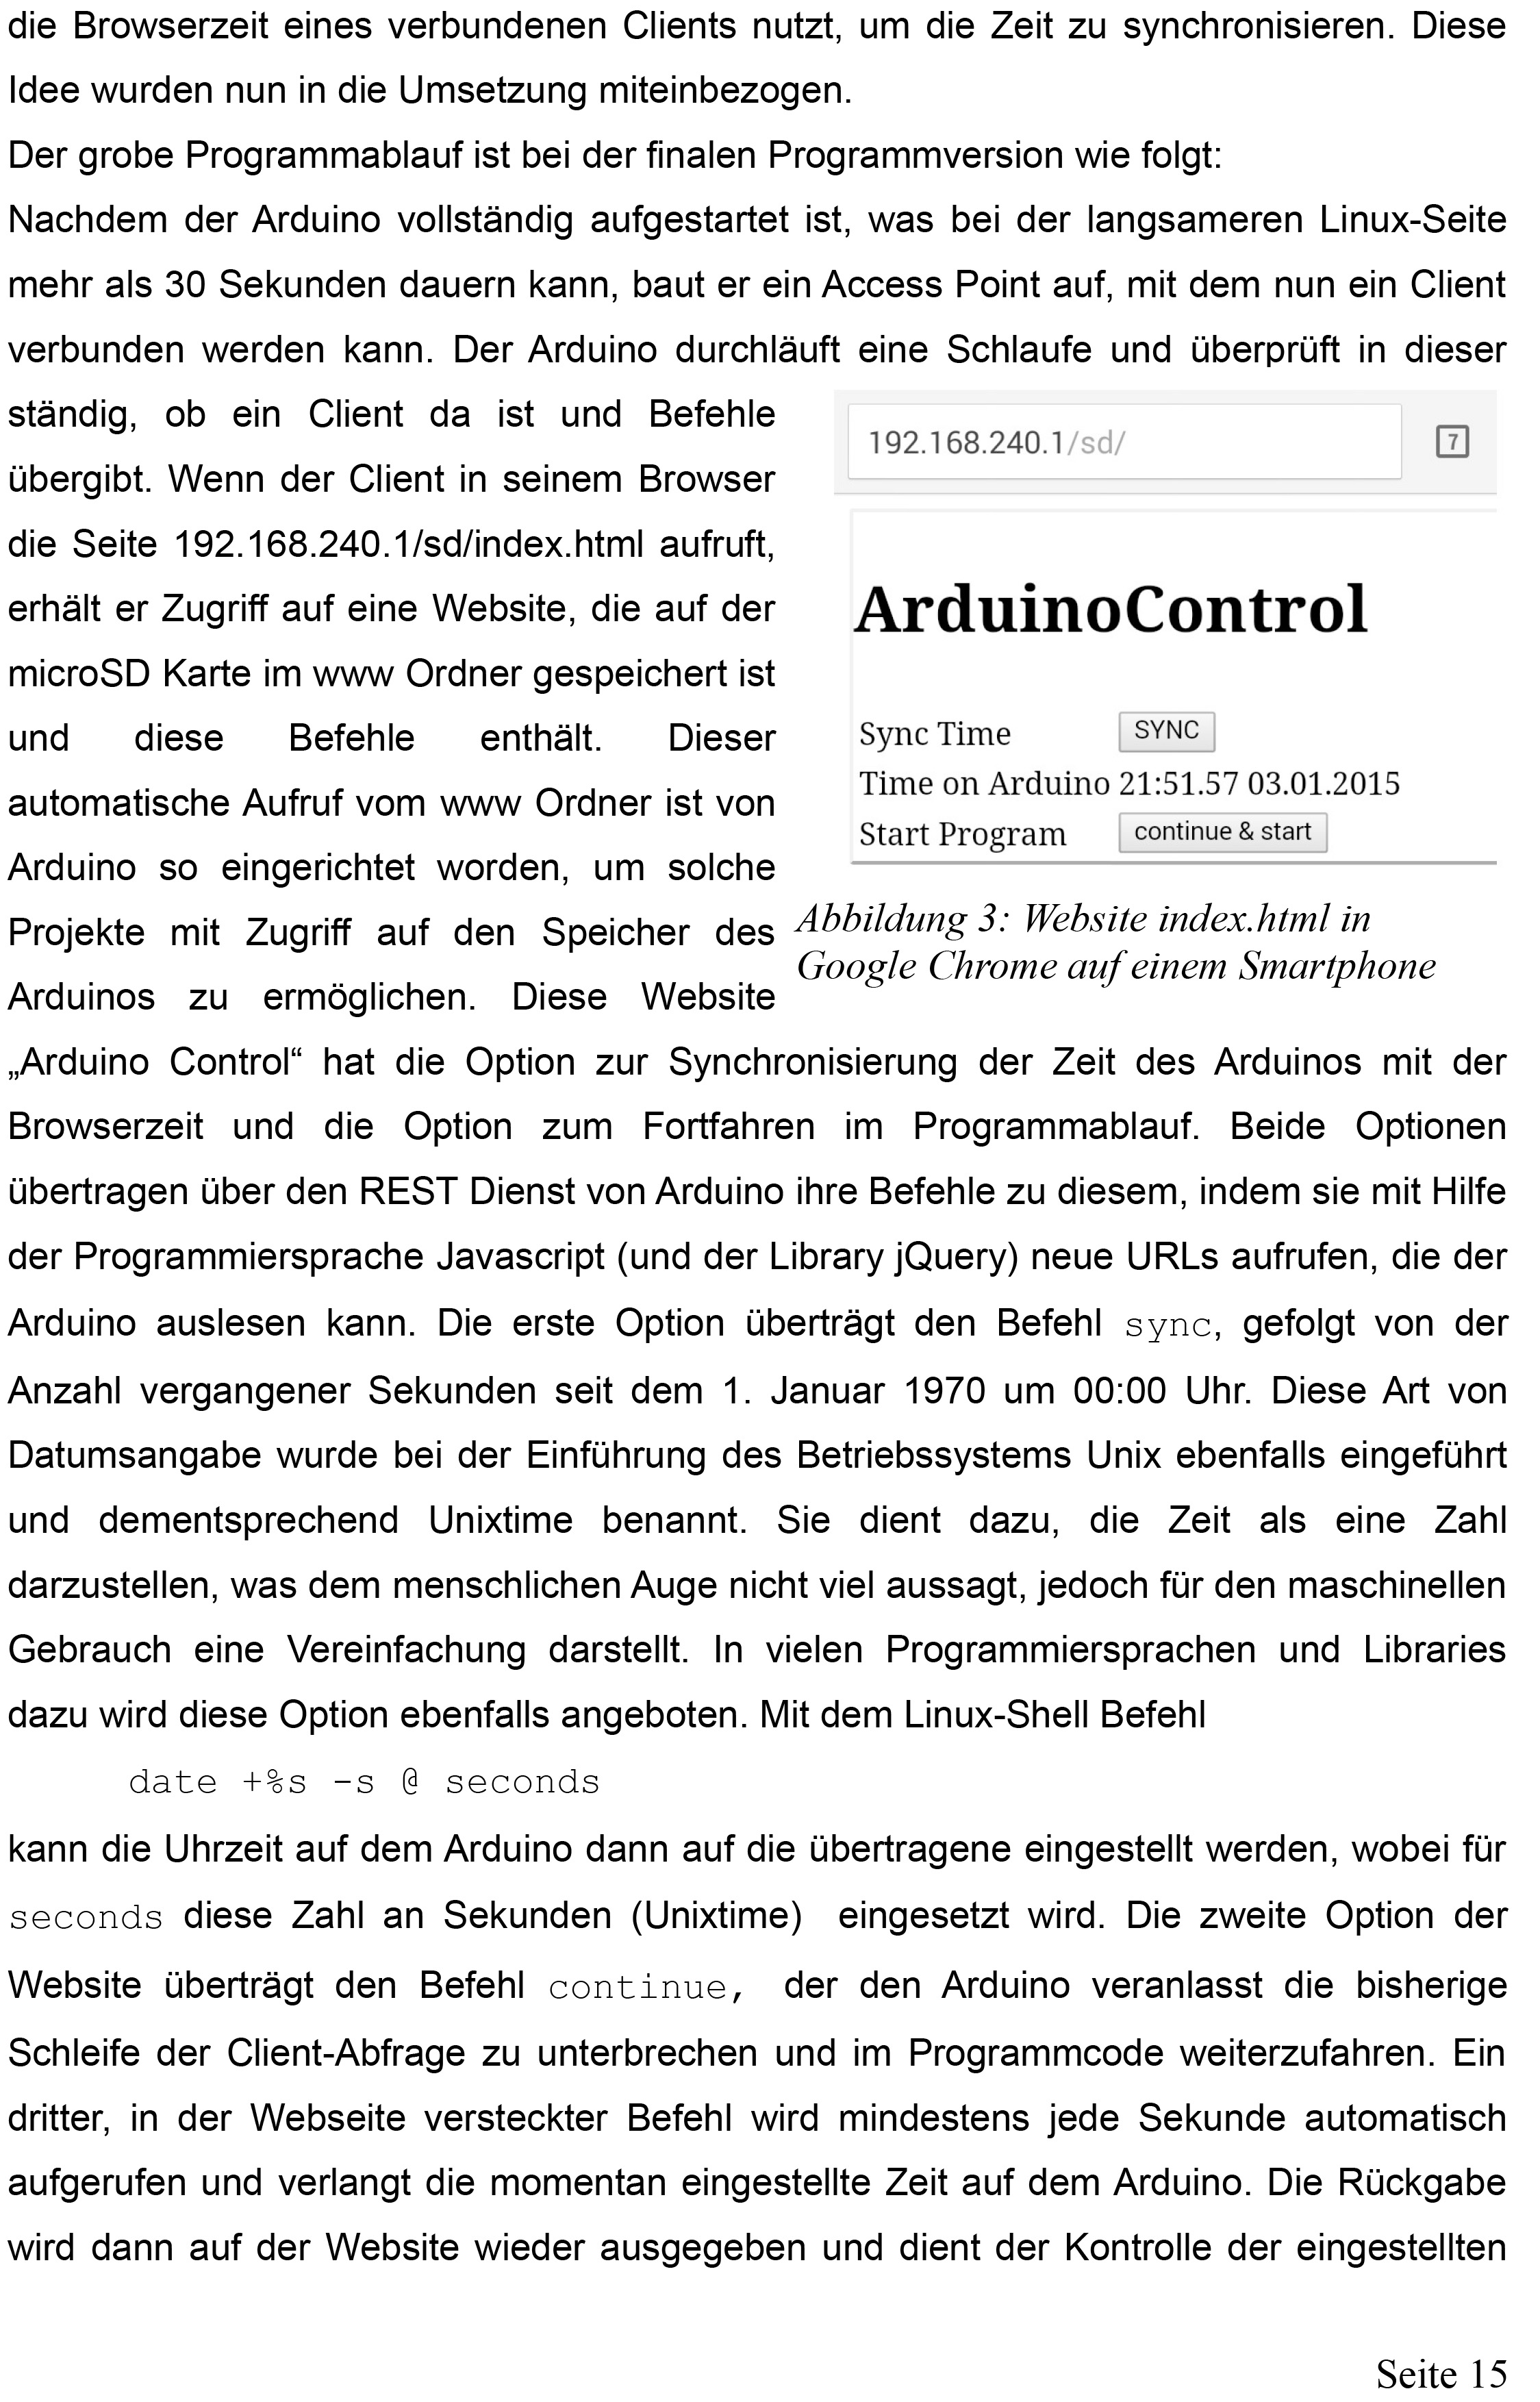 die Browserzeit eines verbundenen Clients nutzt, um die Zeit zu synchronisieren. Diese
Idee wurden nun in die Umsetzung miteinbezogen.
Der grobe Programmablauf ist bei der finalen Programmversion wie folgt:
Nachdem der Arduino vollständig aufgestartet ist, was bei der langsameren Linux-Seite
mehr als 30 Sekunden dauern kann, baut er ein Access Point auf, mit dem nun ein Client
verbunden werden kann. Der Arduino durchläuft eine Schlaufe und überprüft in dieser
ständig, ob ein Client da ist und Befehle
übergibt. Wenn der Client in seinem Browser
die Seite 192.168.240.1/sd/index.html aufruft,
erhält er Zugriff auf eine Website, die auf der
microSD Karte im www Ordner gespeichert ist
und diese Befehle enthält. Dieser
automatische Aufruf vom www Ordner ist von
Arduino so eingerichtet worden, um solche
Projekte mit Zugriff auf den Speicher des
Arduinos zu ermöglichen. Diese Website
192.168.240.1/sd/ 7
ArduinoControl
Sync Time SYNC
Time on Arduino 21:51.57 03.01.2015
Start Program continue & start
Abbildung 3: Website index.html in
Google Chrome auf einem Smartphone
„Arduino Control“ hat die Option zur Synchronisierung der Zeit des Arduinos mit der
Browserzeit und die Option zum Fortfahren im Programmablauf. Beide Optionen
übertragen über den REST Dienst von Arduino ihre Befehle zu diesem, indem sie mit Hilfe
der Programmiersprache Javascript (und der Library jQuery) neue URLs aufrufen, die der
Arduino auslesen kann. Die erste Option überträgt den Befehl sync, gefolgt von der
Anzahl vergangener Sekunden seit dem 1. Januar 1970 um 00:00 Uhr. Diese Art von
Datumsangabe wurde bei der Einführung des Betriebssystems Unix ebenfalls eingeführt
und dementsprechend Unixtime benannt. Sie dient dazu, die Zeit als eine Zahl
darzustellen, was dem menschlichen Auge nicht viel aussagt, jedoch für den maschinellen
Gebrauch eine Vereinfachung darstellt. In vielen Programmiersprachen und Libraries
dazu wird diese Option ebenfalls angeboten. Mit dem Linux-Shell Befehl
date +%s -s @ seconds
kann die Uhrzeit auf dem Arduino dann auf die übertragene eingestellt werden, wobei für
seconds diese Zahl an Sekunden (Unixtime) eingesetzt wird. Die zweite Option der
Website überträgt den Befehl continue, der den Arduino veranlasst die bisherige
Schleife der Client-Abfrage zu unterbrechen und im Programmcode weiterzufahren. Ein
dritter, in der Webseite versteckter Befehl wird mindestens jede Sekunde automatisch
aufgerufen und verlangt die momentan eingestellte Zeit auf dem Arduino. Die Rückgabe
wird dann auf der Website wieder ausgegeben und dient der Kontrolle der eingestellten
Seite 15